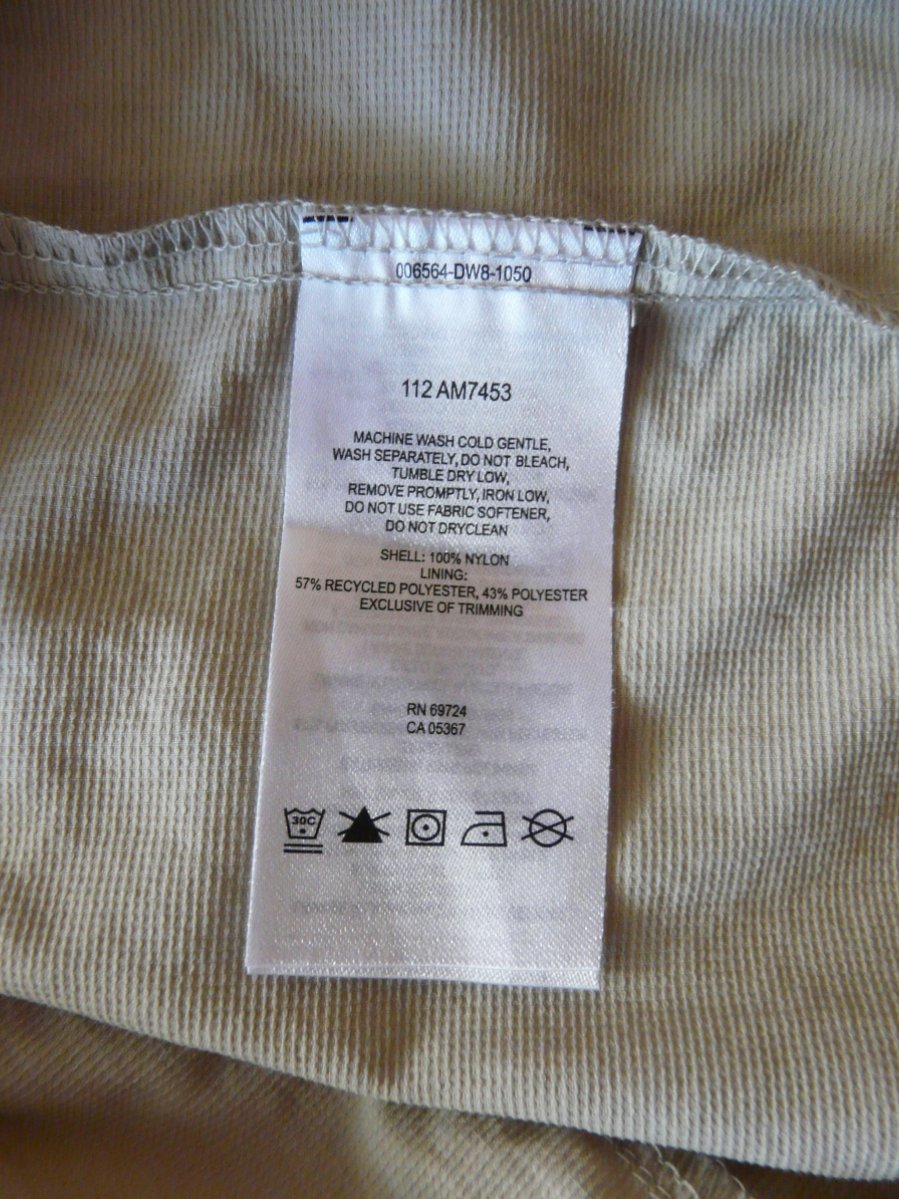 006564-DW8-1050
112 AM7453
MACHINE WASH COLD GENTLE,
WASH SEPARATELY, DO NOT BLEACH,
TUMBLE DRY LOW,
REMOVE PROMPTLY, IRON LOW,
DO NOT USE FABRIC SOFTENER,
DO NOT DRYCLEAN
SHELL: 100% NYLON
LINING:
57% RECYCLED POLYESTER, 43% POLYESTER
EXCLUSIVE OF TRIMMING
RN 69724
CA 05367
30C